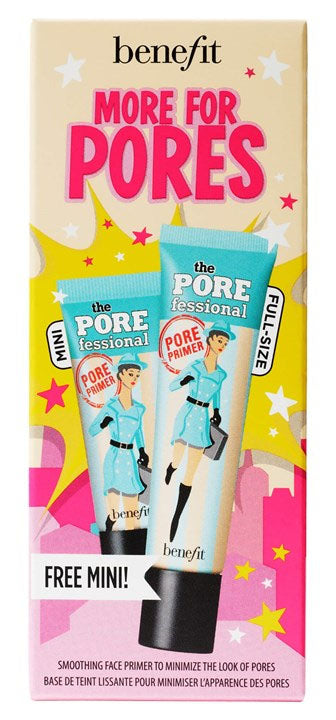 benefit
MORE FOR
PORES
MINI
the
PORE
fessional
PORE
PRIMER
the
PORE
fessional
PORE
PRIMER
FULL-SIZE
benefit
FREE MINI!
SMOOTHING FACE PRIMER TO MINIMIZE THE LOOK OF PORES
BASE DE TEINT LISSANTE POUR MINIMISER L'APPARENCE DES PORES